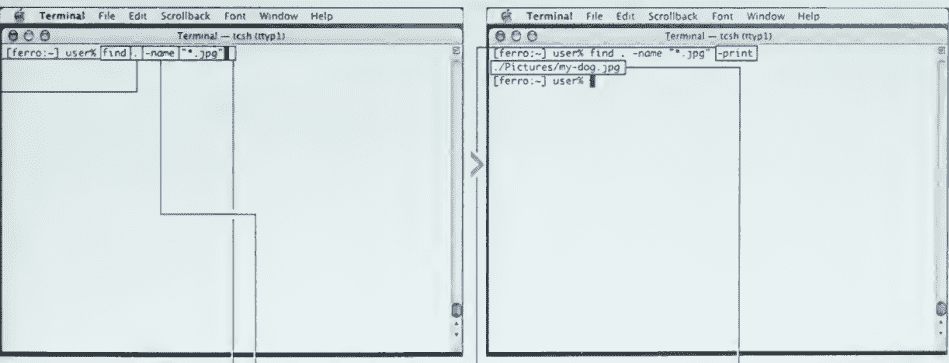 Terminal File Edit Scrollback Font Window Help
Terminal — tcsh (ttyp1)
[ferro:~] user% find . -name "*.jpg"
Terminal File Edit Scrollback Font Window Help
Terminal — tcsh (ttyp1)
[ferro:~] user% find . -name "*.jpg" -print
./Pictures/my-dog.jpg
[ferro:~] user%